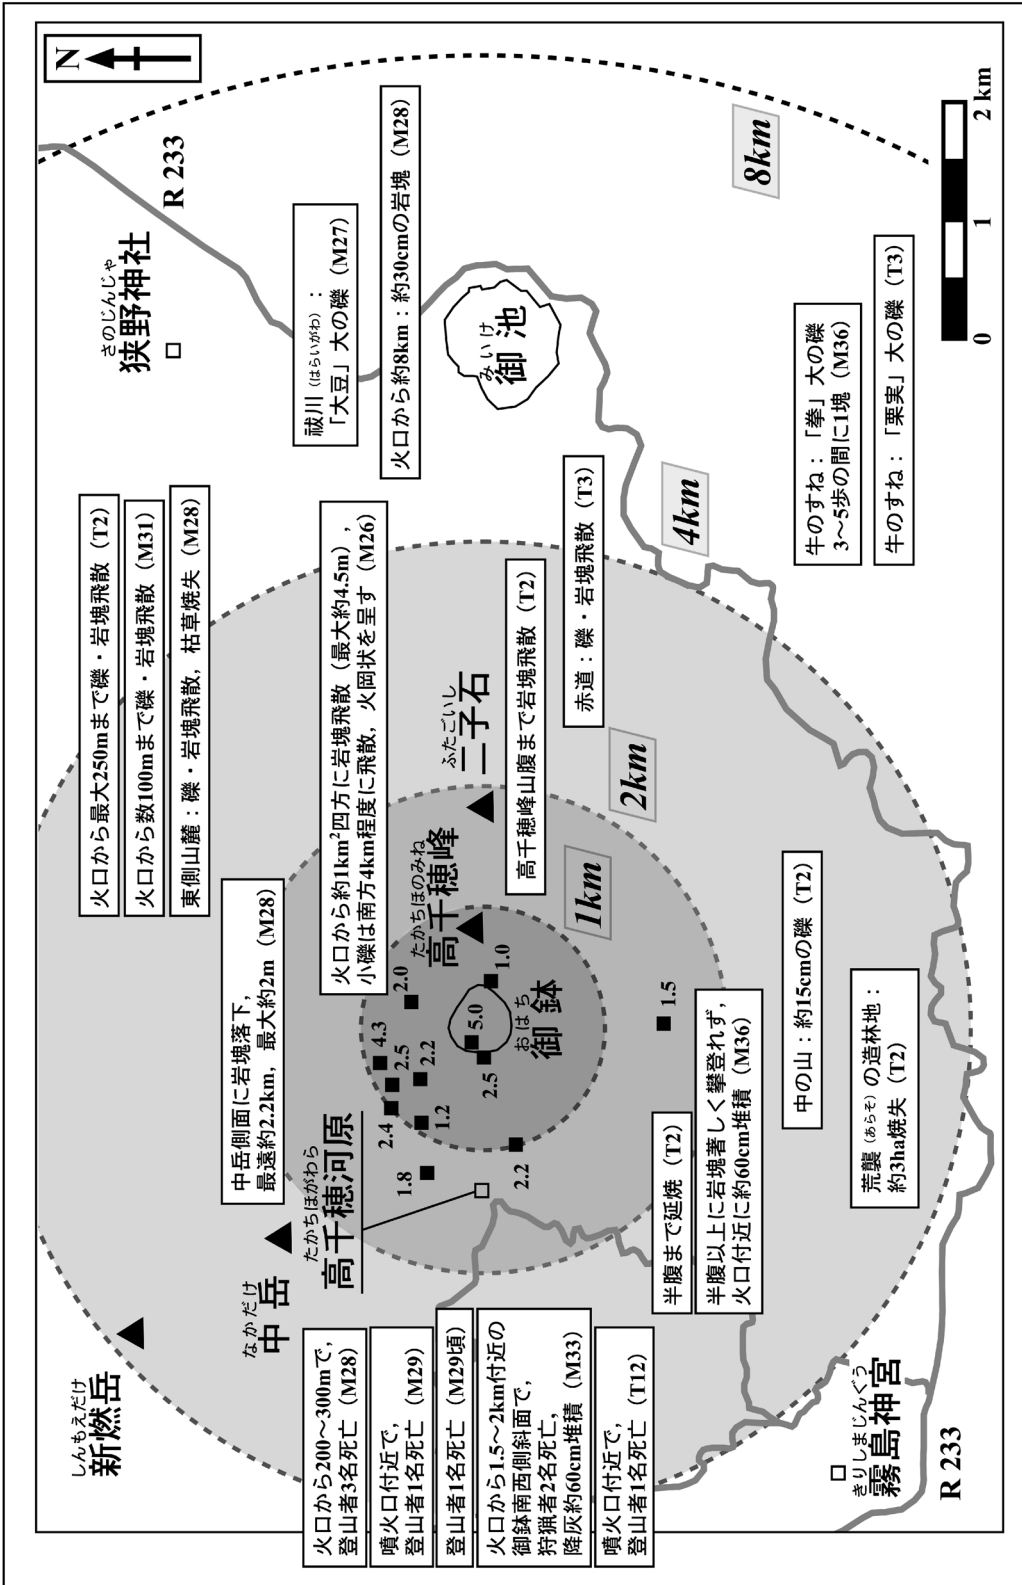 N
R 233
さのじんじゃ
狭野神社
祓川（はらいがわ）：
「大豆」大の礫（M27）
火口から約8km：約30cmの岩塊（M28）
みいけ
御池
8km
0 1 2 km
牛のすね：「拳」大の礫
3～5歩の間に1塊（M36）
牛のすね：「栗実」大の礫（T3）
火口から最大250mまで礫・岩塊飛散（T2）
火口から数100mまで礫・岩塊飛散（M31）
東側山麓：礫・岩塊飛散，枯草焼失（M28）
火口から約1km²四方に岩塊飛散（最大約4.5m），
小礫は南方4km程度に飛散，火岡状を呈す（M26）
ふたごいし
二子石
高千穂峰山腹まで岩塊飛散（T2）
赤道：礫・岩塊飛散（T3）
4km
2km
1km
たかちほのみね
高千穂峰
中岳側面に岩塊落下，
最遠約2.2km，最大約2m（M28）
2.0
1.0
4.3
2.5
2.2
5.0
2.5
2.4
1.2
1.8
2.2
1.5
おはち
御鉢
たかちほがわら
高千穂河原
なかだけ
中岳
しんもえだけ
新燃岳
半腹まで延焼（T2）
半腹以上に岩塊著しく攀登れず，
火口付近に約60cm堆積（M36）
中の山：約15cmの礫（T2）
荒襲（あらそ）の造林地：
約3ha焼失（T2）
火口から200～300mで，
登山者3名死亡（M28）
噴火口付近で，
登山者1名死亡（M29）
登山者1名死亡（M29頃）
火口から1.5～2km付近の
御鉢南西側斜面で，
狩猟者2名死亡，
降灰約60cm堆積（M33）
噴火口付近で，
登山者1名死亡（T12）
きりしまじんぐう
霧島神宮
R 233